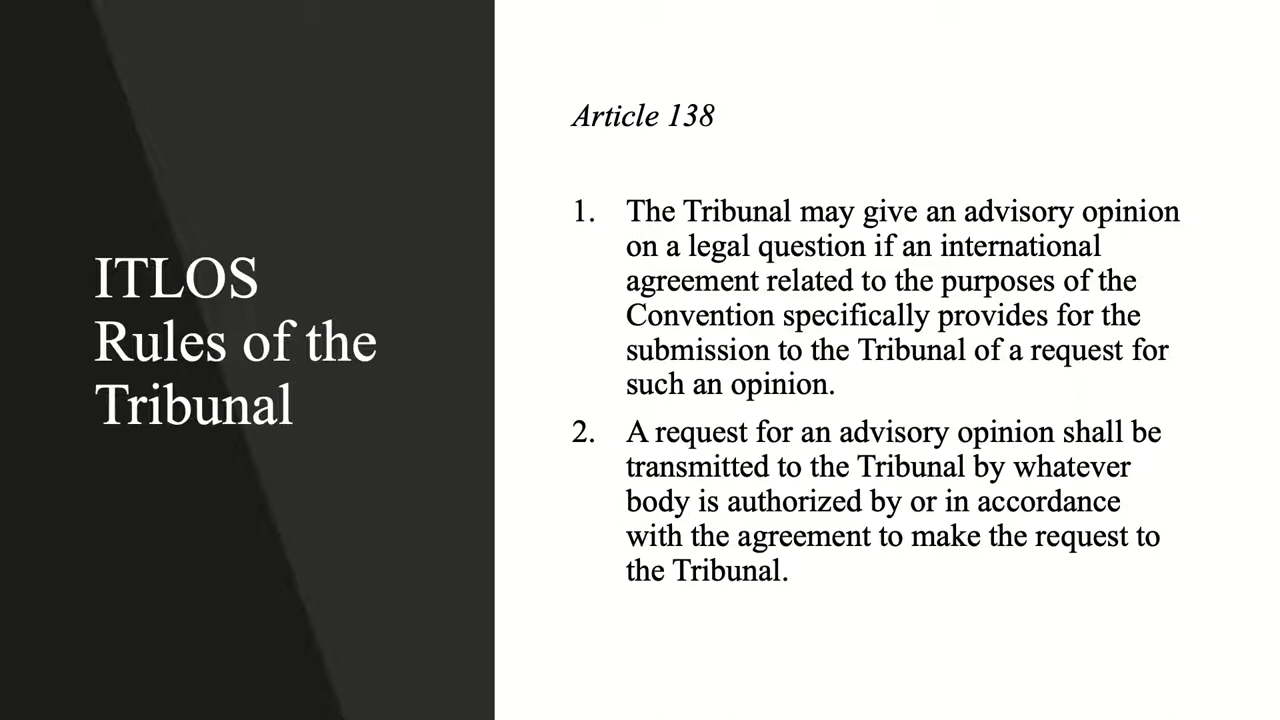 ITLOS
Rules of the
Tribunal
Article 138
1. The Tribunal may give an advisory opinion
on a legal question if an international
agreement related to the purposes of the
Convention specifically provides for the
submission to the Tribunal of a request for
such an opinion.
2. A request for an advisory opinion shall be
transmitted to the Tribunal by whatever
body is authorized by or in accordance
with the agreement to make the request to
the Tribunal.